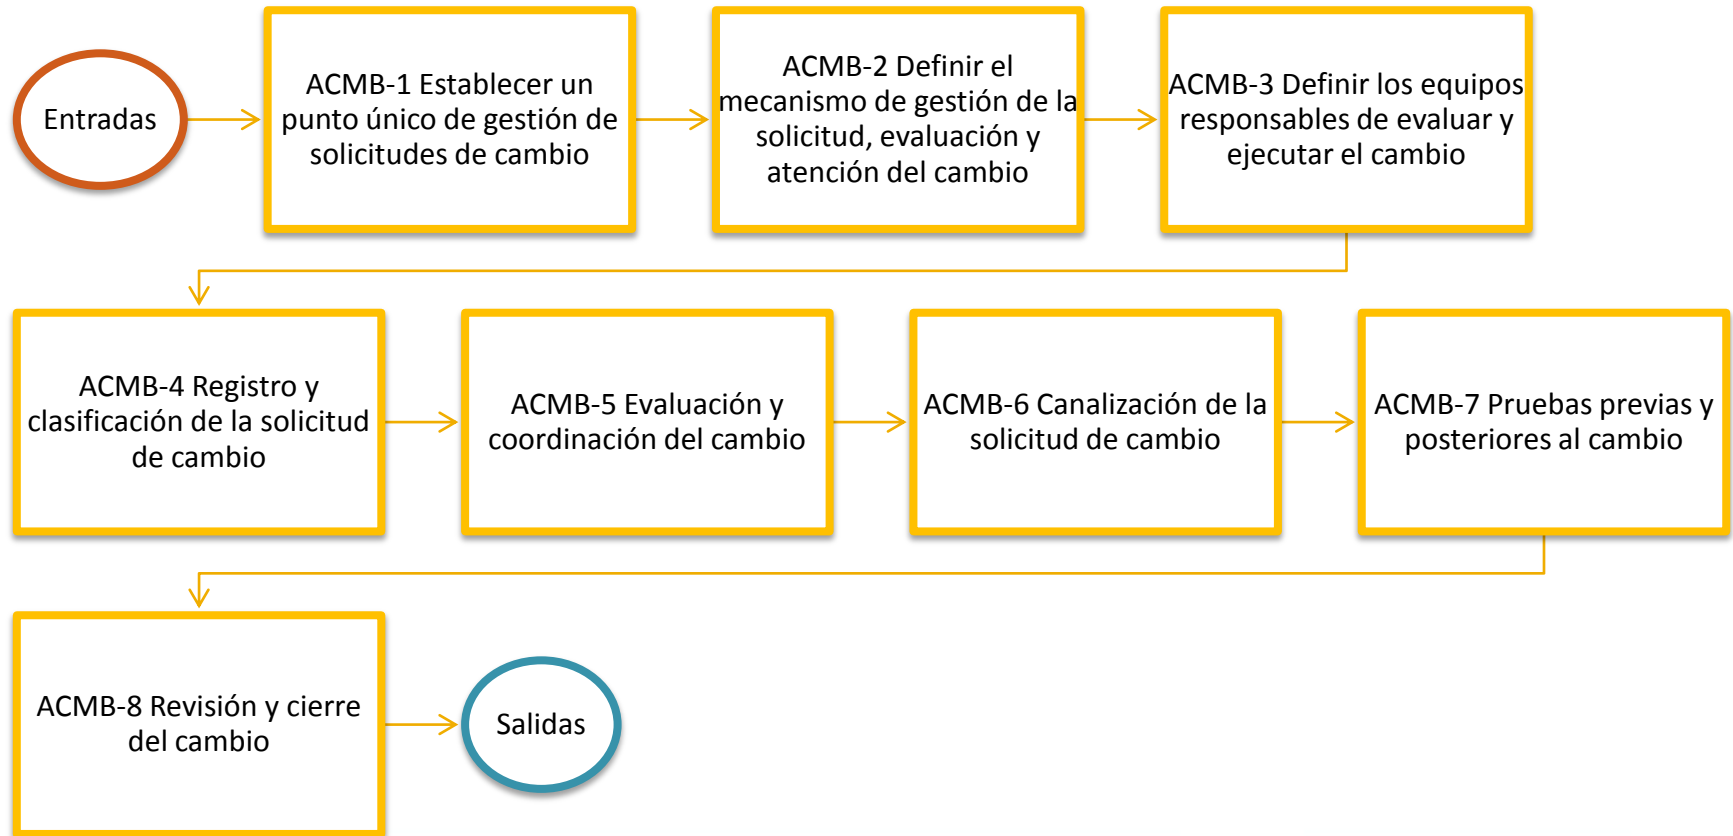 Entradas
ACMB-1 Establecer un
punto único de gestión de
solicitudes de cambio
ACMB-2 Definir el
mecanismo de gestión de la
solicitud, evaluación y
atención del cambio
ACMB-3 Definir los equipos
responsables de evaluar y
ejecutar el cambio
ACMB-4 Registro y
clasificación de la solicitud
de cambio
ACMB-5 Evaluación y
coordinación del cambio
ACMB-6 Canalización de la
solicitud de cambio
ACMB-7 Pruebas previas y
posteriores al cambio
ACMB-8 Revisión y cierre
del cambio
Salidas